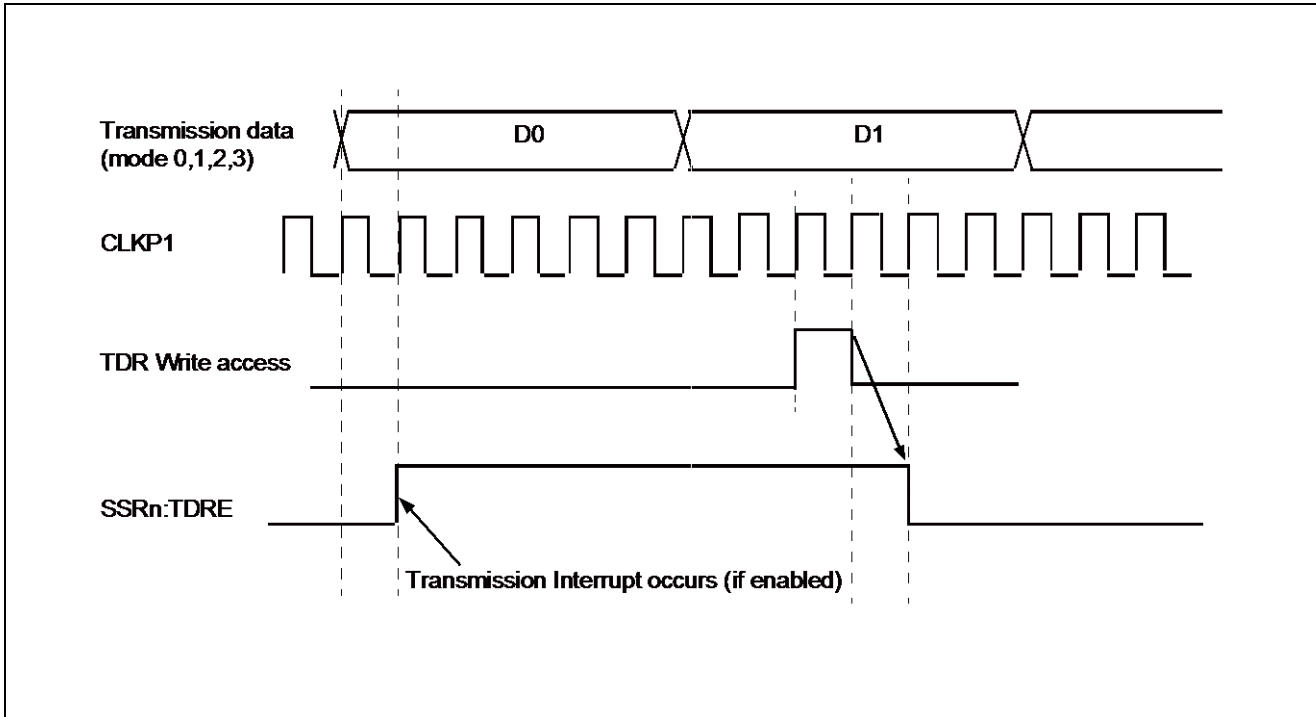 Transmission data
(mode 0,1,2,3)
D0
D1
CLKP1
TDR Write access
SSRn:TDRE
Transmission Interrupt occurs (if enabled)